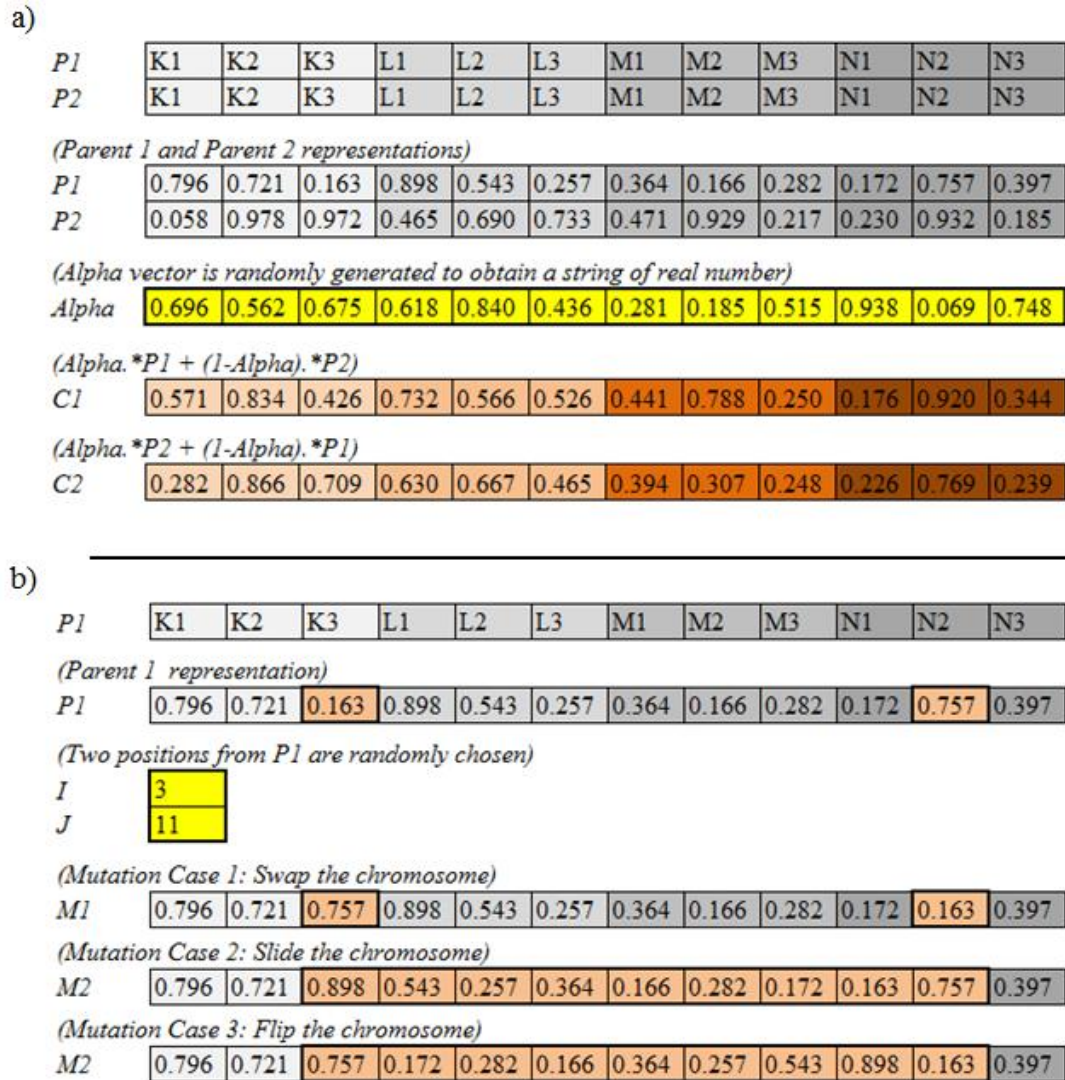 a)
P1 K1 K2 K3 L1 L2 L3 M1 M2 M3 N1 N2 N3
P2 K1 K2 K3 L1 L2 L3 M1 M2 M3 N1 N2 N3
(Parent 1 and Parent 2 representations)
P1 0.796 0.721 0.163 0.898 0.543 0.257 0.364 0.166 0.282 0.172 0.757 0.397
P2 0.058 0.978 0.972 0.465 0.690 0.733 0.471 0.929 0.217 0.230 0.932 0.185
(Alpha vector is randomly generated to obtain a string of real number)
Alpha 0.696 0.562 0.675 0.618 0.840 0.436 0.281 0.185 0.515 0.938 0.069 0.748
(Alpha.*P1 + (1-Alpha).*P2)
C1 0.571 0.834 0.426 0.732 0.566 0.526 0.441 0.788 0.250 0.176 0.920 0.344
(Alpha.*P2 + (1-Alpha).*P1)
C2 0.282 0.866 0.709 0.630 0.667 0.465 0.394 0.307 0.248 0.226 0.769 0.239
b)
P1 K1 K2 K3 L1 L2 L3 M1 M2 M3 N1 N2 N3
(Parent 1 representation)
P1 0.796 0.721 0.163 0.898 0.543 0.257 0.364 0.166 0.282 0.172 0.757 0.397
(Two positions from P1 are randomly chosen)
I 3
J 11
(Mutation Case 1: Swap the chromosome)
M1 0.796 0.721 0.757 0.898 0.543 0.257 0.364 0.166 0.282 0.172 0.163 0.397
(Mutation Case 2: Slide the chromosome)
M2 0.796 0.721 0.898 0.543 0.257 0.364 0.166 0.282 0.172 0.163 0.757 0.397
(Mutation Case 3: Flip the chromosome)
M2 0.796 0.721 0.757 0.172 0.282 0.166 0.364 0.257 0.543 0.898 0.163 0.397